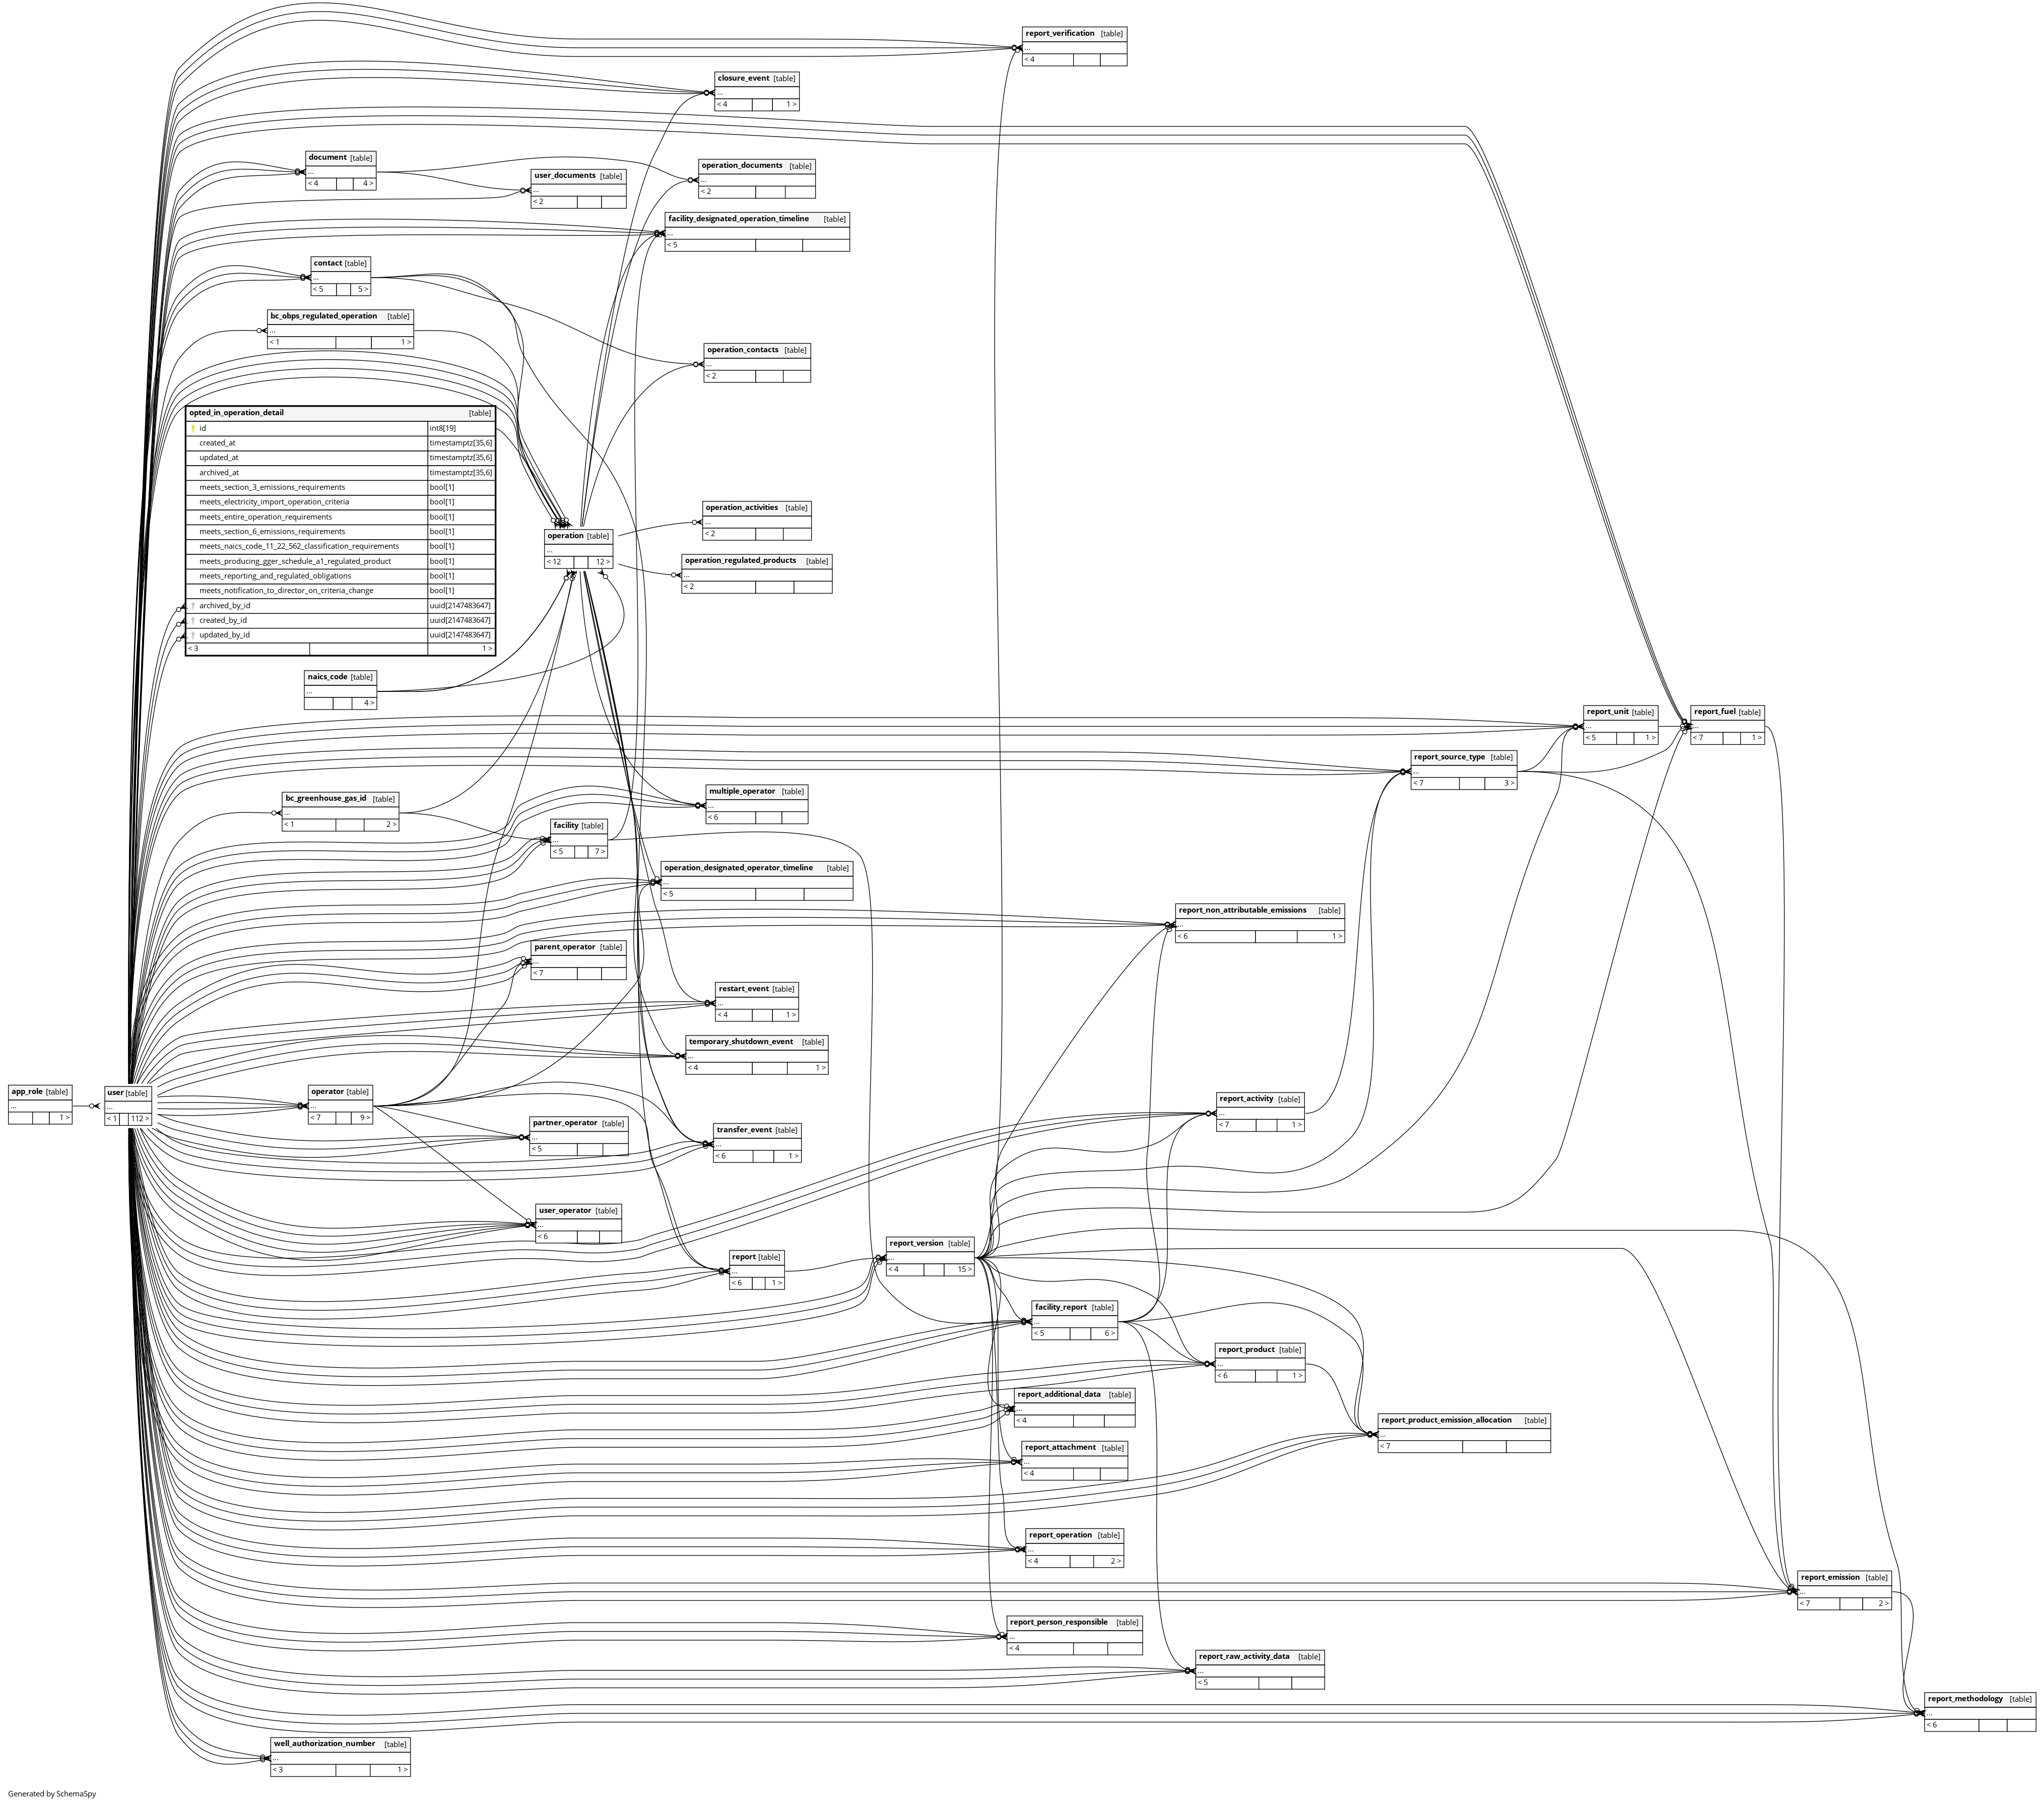 report_verification [table]
...
< 4
closure_event [table]
...
< 4 1 >
document [table]
...
< 4 4 >
operation_documents [table]
...
< 2
user_documents [table]
...
< 2
facility_designated_operation_timeline [table]
...
< 5
contact [table]
...
< 5 5 >
bc_obps_regulated_operation [table]
...
< 1 1 >
operation_contacts [table]
...
< 2
opted_in_operation_detail [table]
id int8[19]
created_at timestamptz[35,6]
updated_at timestamptz[35,6]
archived_at timestamptz[35,6]
meets_section_3_emissions_requirements bool[1]
meets_electricity_import_operation_criteria bool[1]
meets_entire_operation_requirements bool[1]
meets_section_6_emissions_requirements bool[1]
meets_naics_code_11_22_562_classification_requirements bool[1]
meets_producing_gger_schedule_a1_regulated_product bool[1]
meets_reporting_and_regulated_obligations bool[1]
meets_notification_to_director_on_criteria_change bool[1]
archived_by_id uuid[2147483647]
created_by_id uuid[2147483647]
updated_by_id uuid[2147483647]
< 3 1 >
operation_activities [table]
...
< 2
operation [table]
...
< 12 12 >
operation_regulated_products [table]
...
< 2
naics_code [table]
...
4 >
report_unit [table]
...
< 5 1 >
report_fuel [table]
...
< 7 1 >
report_source_type [table]
...
< 7 3 >
bc_greenhouse_gas_id [table]
...
< 1 2 >
multiple_operator [table]
...
< 6
facility [table]
...
< 5 7 >
operation_designated_operator_timeline [table]
...
< 5
report_non_attributable_emissions [table]
...
< 6 1 >
parent_operator [table]
...
< 7
restart_event [table]
...
< 4 1 >
temporary_shutdown_event [table]
...
< 4 1 >
app_role [table]
...
1 >
user [table]
...
< 1 112 >
operator [table]
...
< 7 9 >
report_activity [table]
...
< 7 1 >
partner_operator [table]
...
< 5
transfer_event [table]
...
< 6 1 >
user_operator [table]
...
< 6
report [table]
...
< 6 1 >
report_version [table]
...
< 4 15 >
facility_report [table]
...
< 5 6 >
report_product [table]
...
< 6 1 >
report_additional_data [table]
...
< 4
report_product_emission_allocation [table]
...
< 7
report_attachment [table]
...
< 4
report_operation [table]
...
< 4 2 >
report_emission [table]
...
< 7 2 >
report_person_responsible [table]
...
< 4
report_raw_activity_data [table]
...
< 5
report_methodology [table]
...
< 6
well_authorization_number [table]
...
< 3 1 >
Generated by SchemaSpy